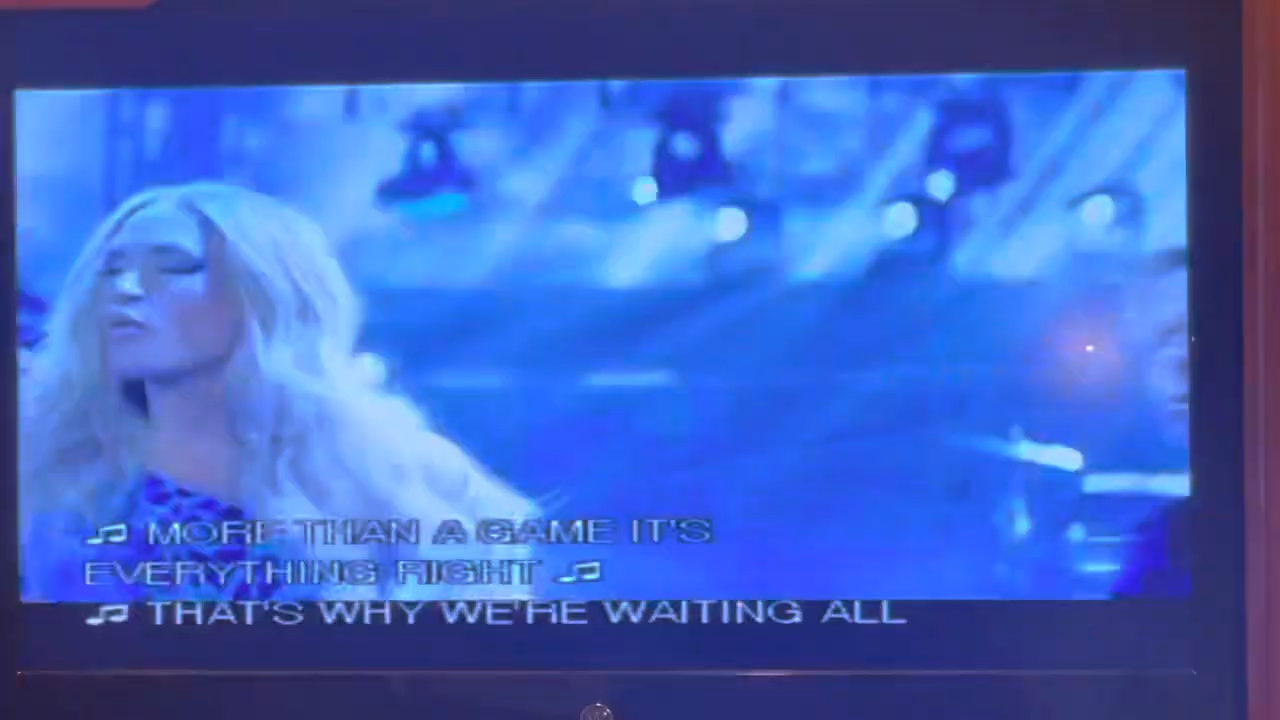 ♫ MORE THAN A GAME IT'S
EVERYTHING RIGHT ♫
♫ THAT'S WHY WE'RE WAITING ALL